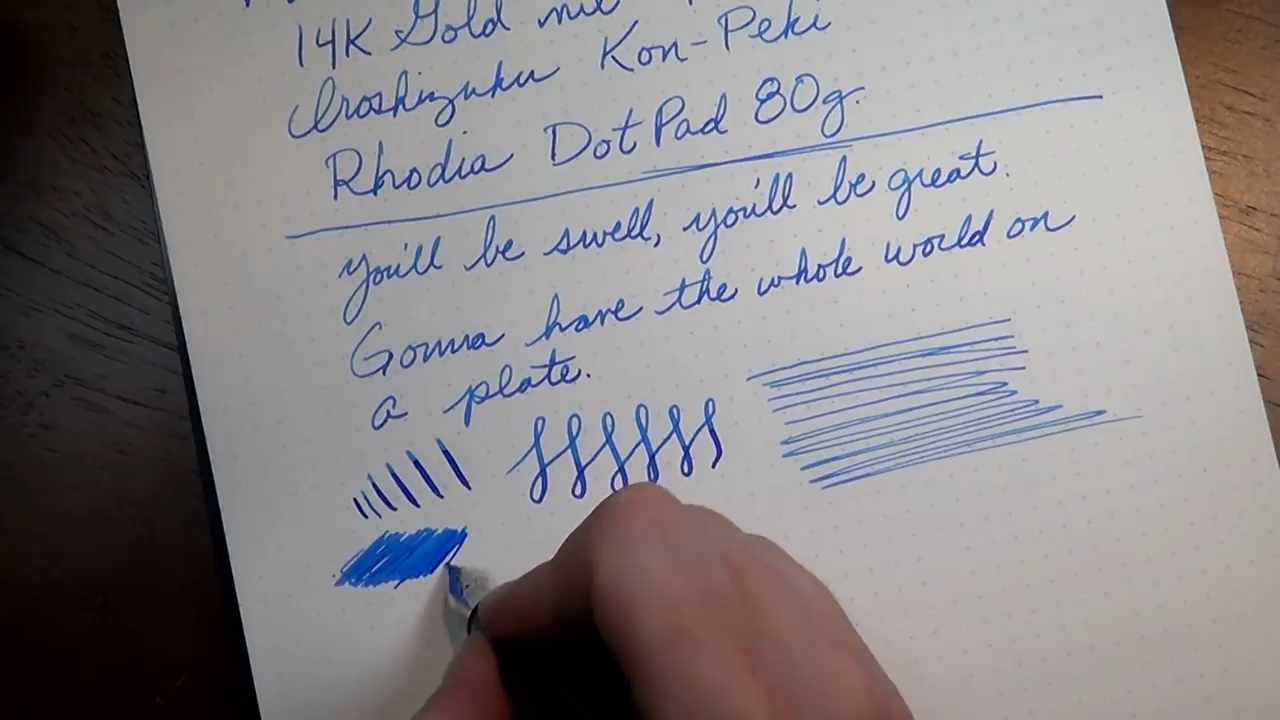 14K Gold nib
Iroshizuku Kon-Peki
Rhodia Dot Pad 80g.
You'll be swell, you'll be great.
Gonna have the whole world on
a plate.